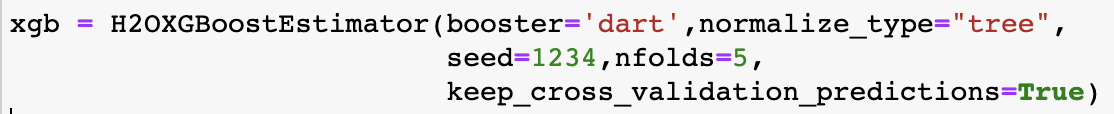 xgb = H2OXGBoostEstimator(booster='dart',normalize_type="tree",
seed=1234,nfolds=5,
keep_cross_validation_predictions=True)